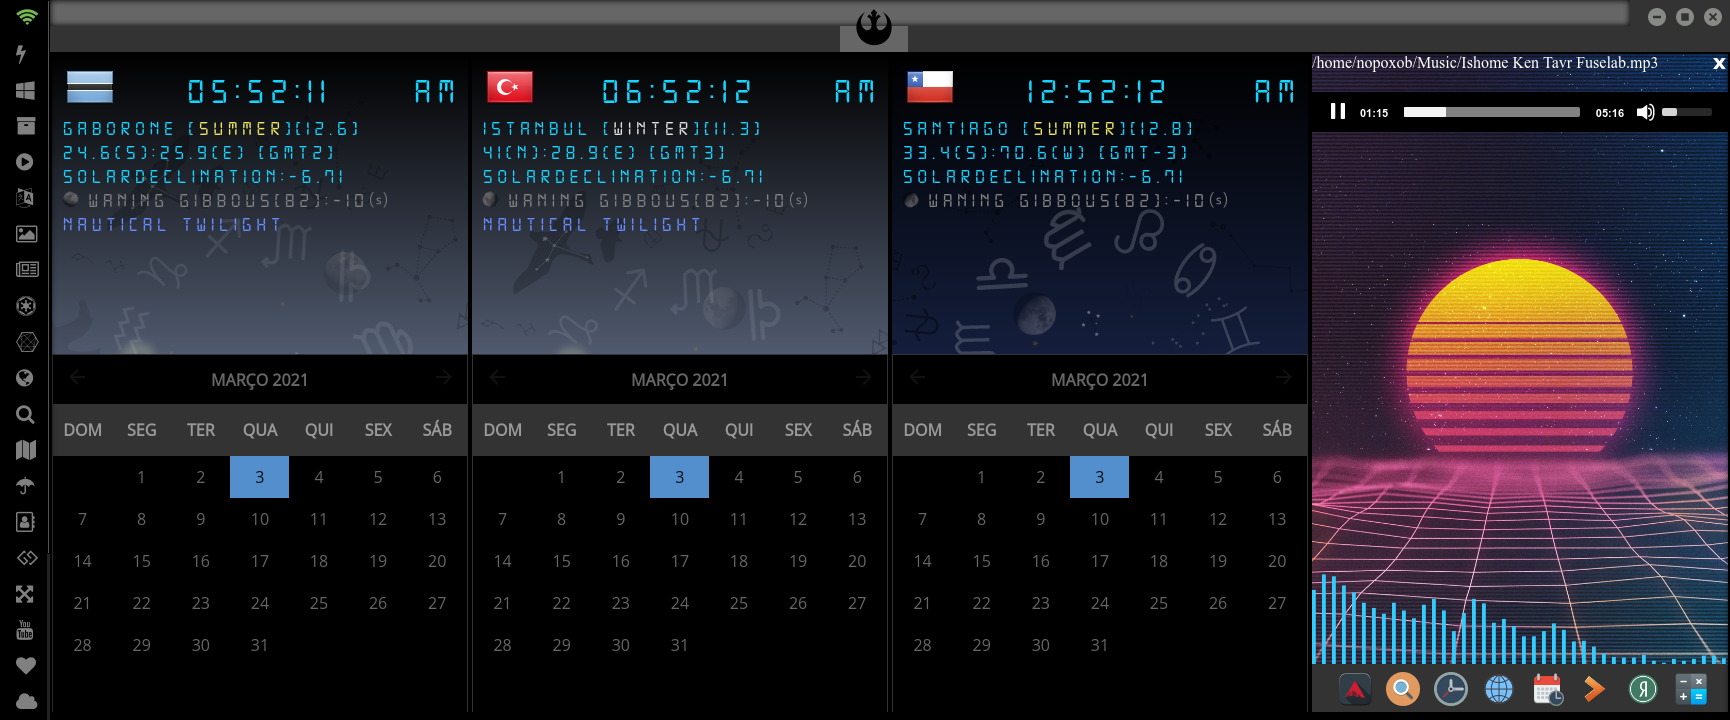 05:52:11 AM
GABORONE [SUMMER](12.6)
24.6(S):25.9(E) [GMT2]
SOLARDECLINATION:-6.71
WANING GIBBOUS[82]:-10(s)
NAUTICAL TWILIGHT
MARÇO 2021
DOM SEG TER QUA QUI SEX SÁB
1 2 3 4 5 6
7 8 9 10 11 12 13
14 15 16 17 18 19 20
21 22 23 24 25 26 27
28 29 30 31
06:52:12 AM
ISTANBUL [WINTER](11.3)
41(N):28.9(E) [GMT3]
SOLARDECLINATION:-6.71
WANING GIBBOUS[82]:-10(s)
NAUTICAL TWILIGHT
MARÇO 2021
DOM SEG TER QUA QUI SEX SÁB
1 2 3 4 5 6
7 8 9 10 11 12 13
14 15 16 17 18 19 20
21 22 23 24 25 26 27
28 29 30 31
12:52:12 AM
SANTIAGO [SUMMER](12.8)
33.4(S):70.6(W) [GMT-3]
SOLARDECLINATION:-6.71
WANING GIBBOUS[82]:-10(s)
MARÇO 2021
DOM SEG TER QUA QUI SEX SÁB
1 2 3 4 5 6
7 8 9 10 11 12 13
14 15 16 17 18 19 20
21 22 23 24 25 26 27
28 29 30 31
/home/nopoxob/Music/Ishome Ken Tavr Fuselab.mp3 x
01:15 05:16
You Tube
Я